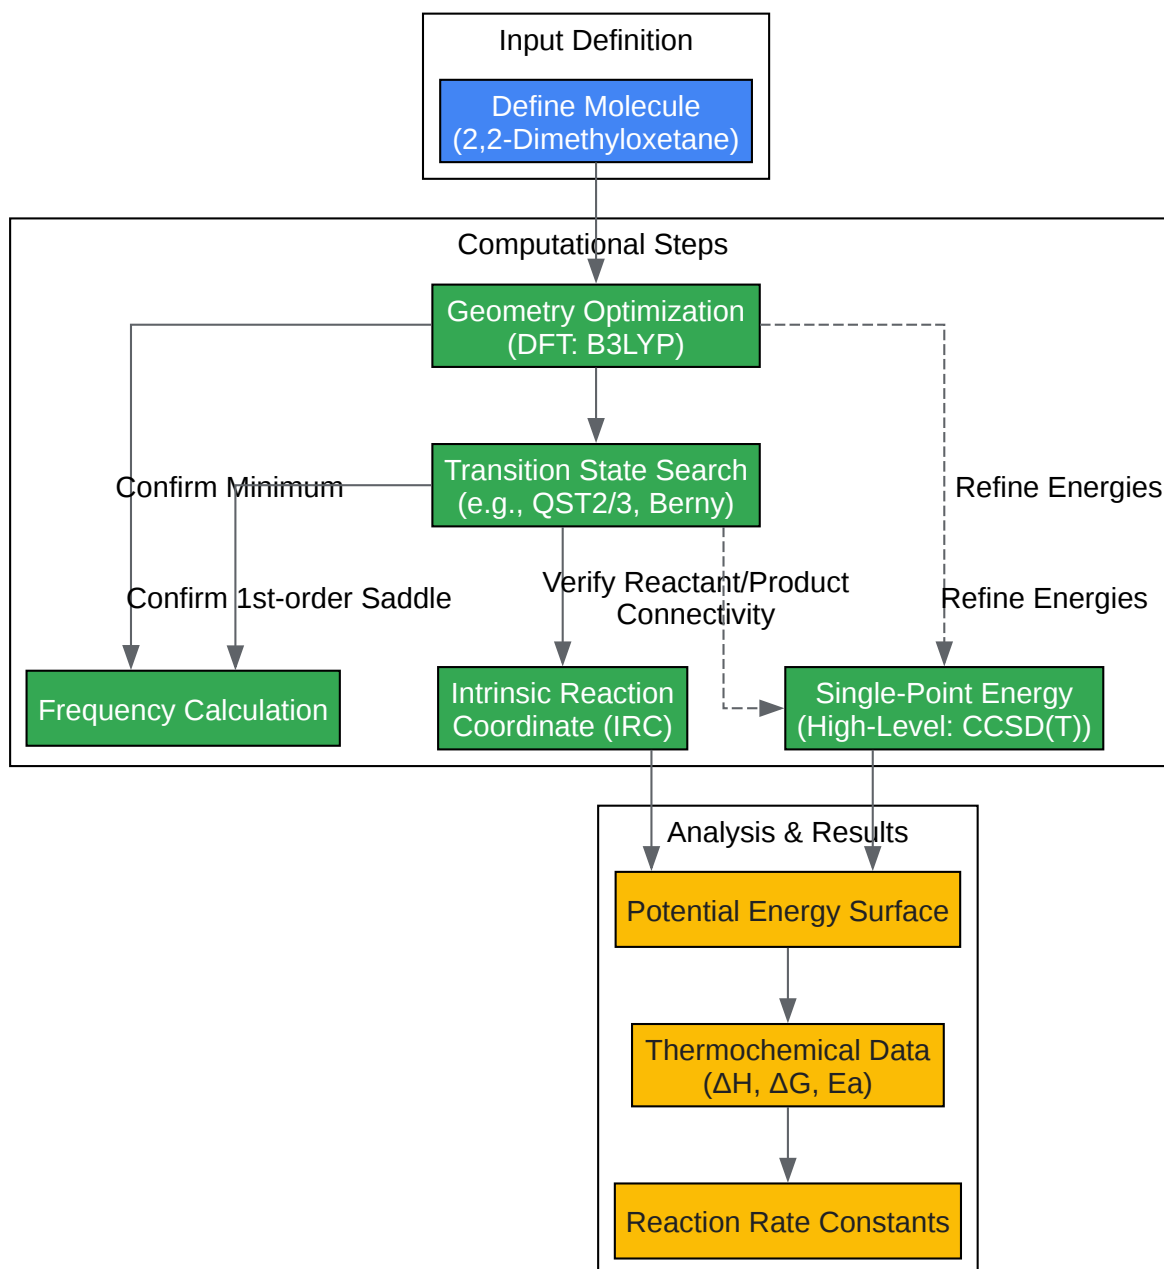 Input Definition
Define Molecule
(2,2-Dimethyloxetane)
Computational Steps
Geometry Optimization
(DFT: B3LYP)
Transition State Search
(e.g., QST2/3, Berny)
Confirm Minimum
Refine Energies
Confirm 1st-order Saddle
Verify Reactant/Product
Connectivity
Refine Energies
Frequency Calculation
Intrinsic Reaction
Coordinate (IRC)
Single-Point Energy
(High-Level: CCSD(T))
Analysis & Results
Potential Energy Surface
Thermochemical Data
(ΔH, ΔG, Ea)
Reaction Rate Constants